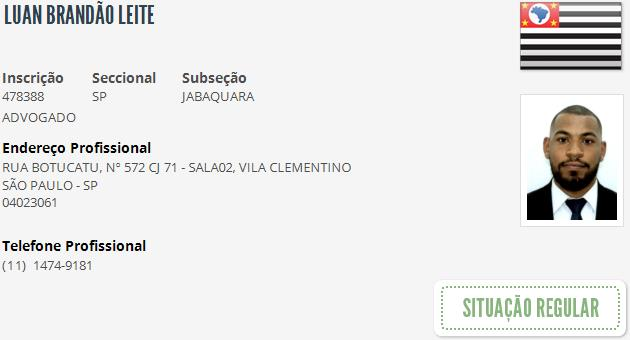 LUAN BRANDÃO LEITE
Inscrição Seccional Subseção
478388 SP JABAQUARA
ADVOGADO
Endereço Profissional
RUA BOTUCATU, Nº 572 CJ 71 - SALA02, VILA CLEMENTINO
SÃO PAULO - SP
04023061
Telefone Profissional
(11) 1474-9181
SITUAÇÃO REGULAR